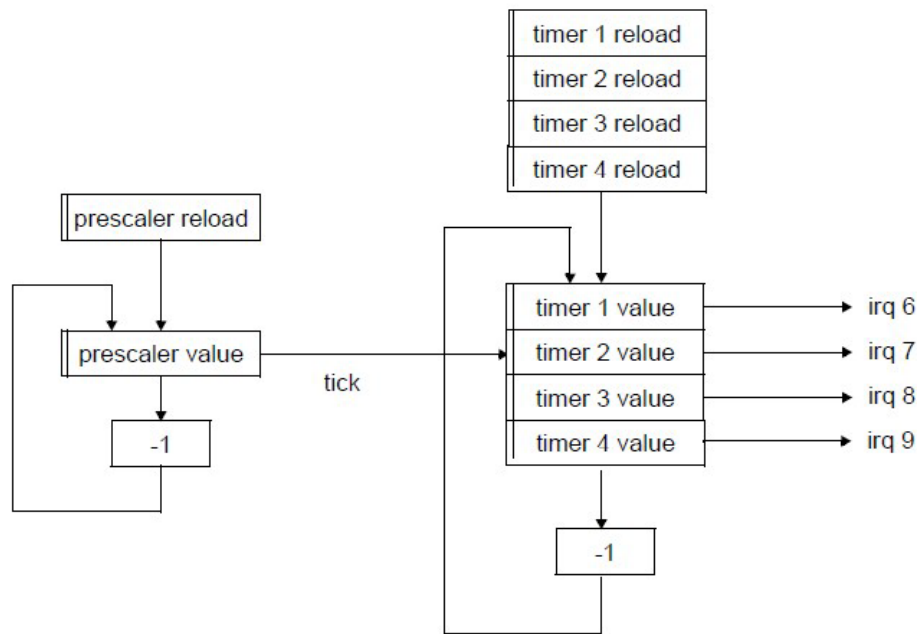 timer 1 reload
timer 2 reload
timer 3 reload
timer 4 reload
prescaler reload
prescaler value
tick
-1
timer 1 value
timer 2 value
timer 3 value
timer 4 value
irq 6
irq 7
irq 8
irq 9
-1